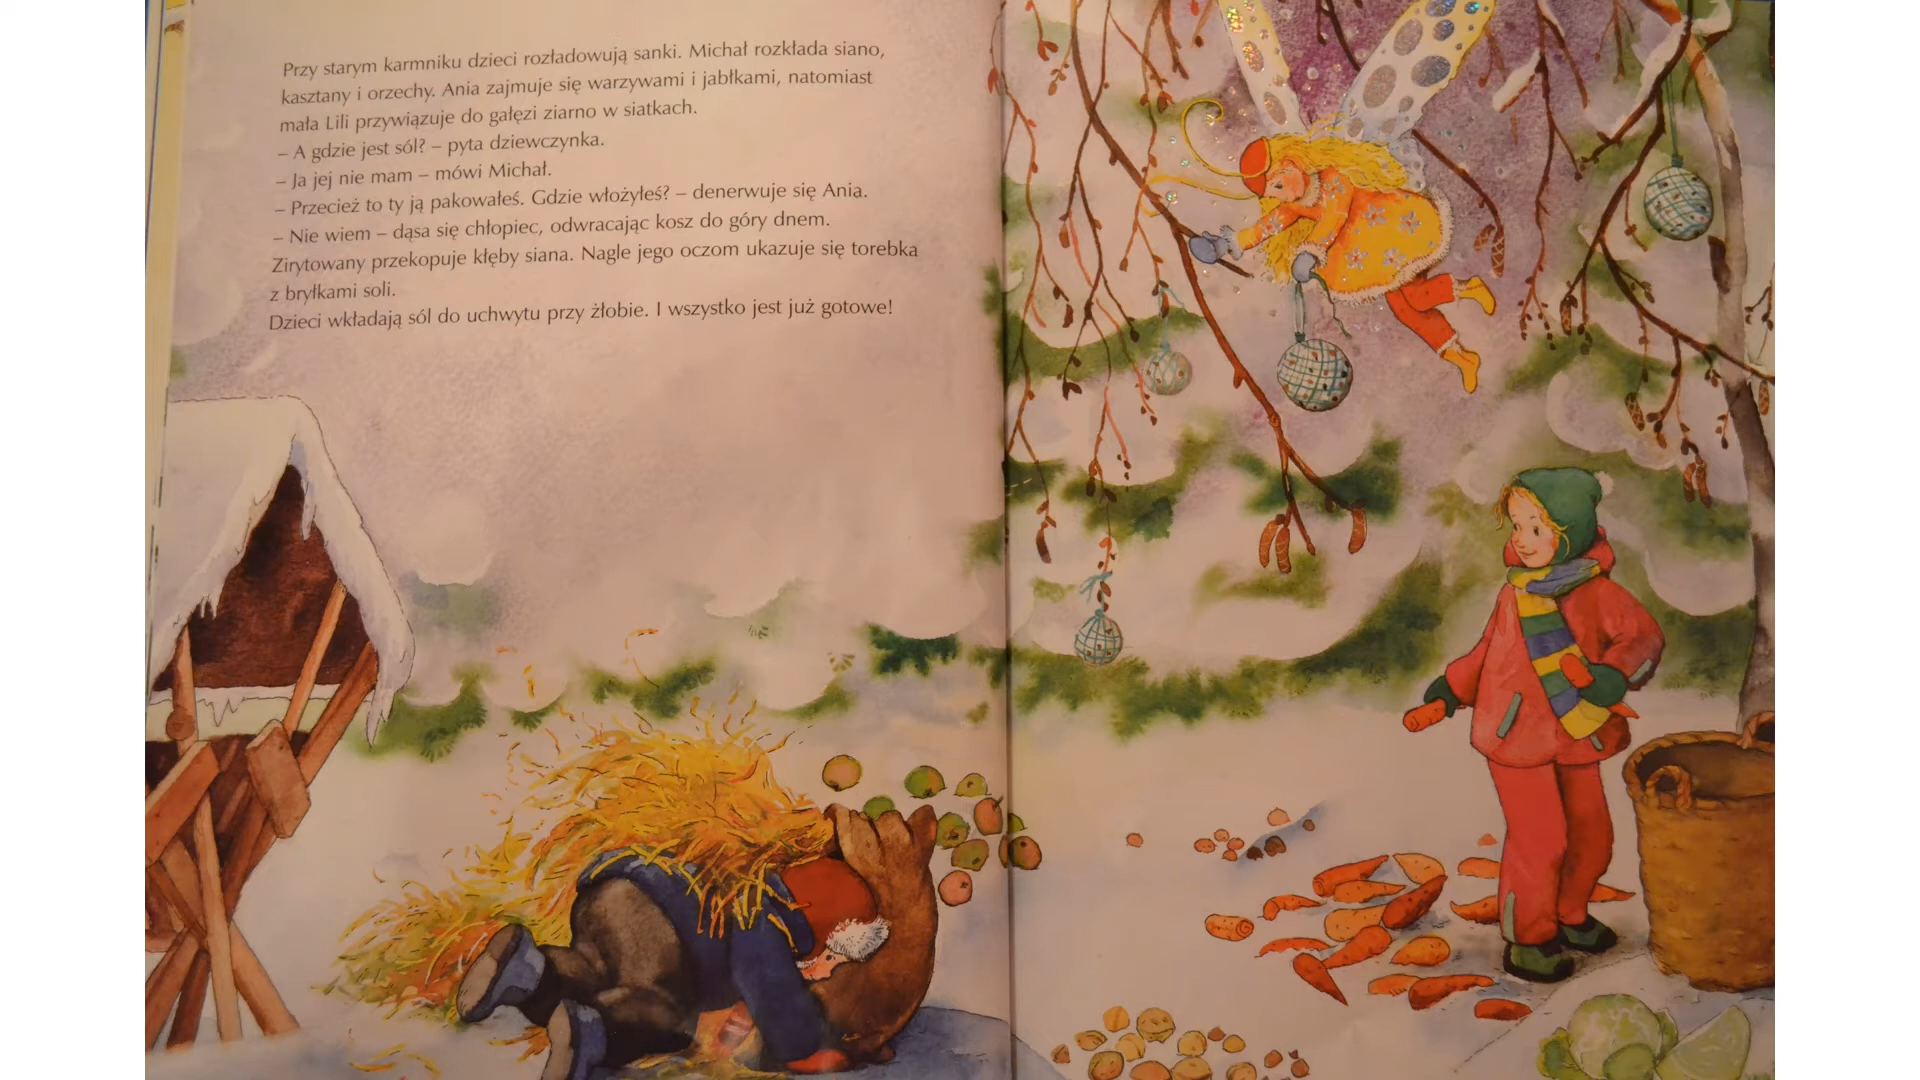 Przy starym karmniku dzieci rozładowują sanki. Michał rozkłada siano,
kasztany i orzechy. Ania zajmuje się warzywami i jabłkami, natomiast
mała Lili przywiązuje do gałęzi ziarno w siatkach.
– A gdzie jest sól? – pyta dziewczynka.
– Ja jej nie mam – mówi Michał.
– Przecież to ty ją pakowałeś. Gdzie włożyłeś? – denerwuje się Ania.
– Nie wiem – dąsa się chłopiec, odwracając kosz do góry dnem.
Zirytowany przekopuje kłęby siana. Nagle jego oczom ukazuje się torebka
z bryłkami soli.
Dzieci wkładają sól do uchwytu przy żłobie. I wszystko jest już gotowe!